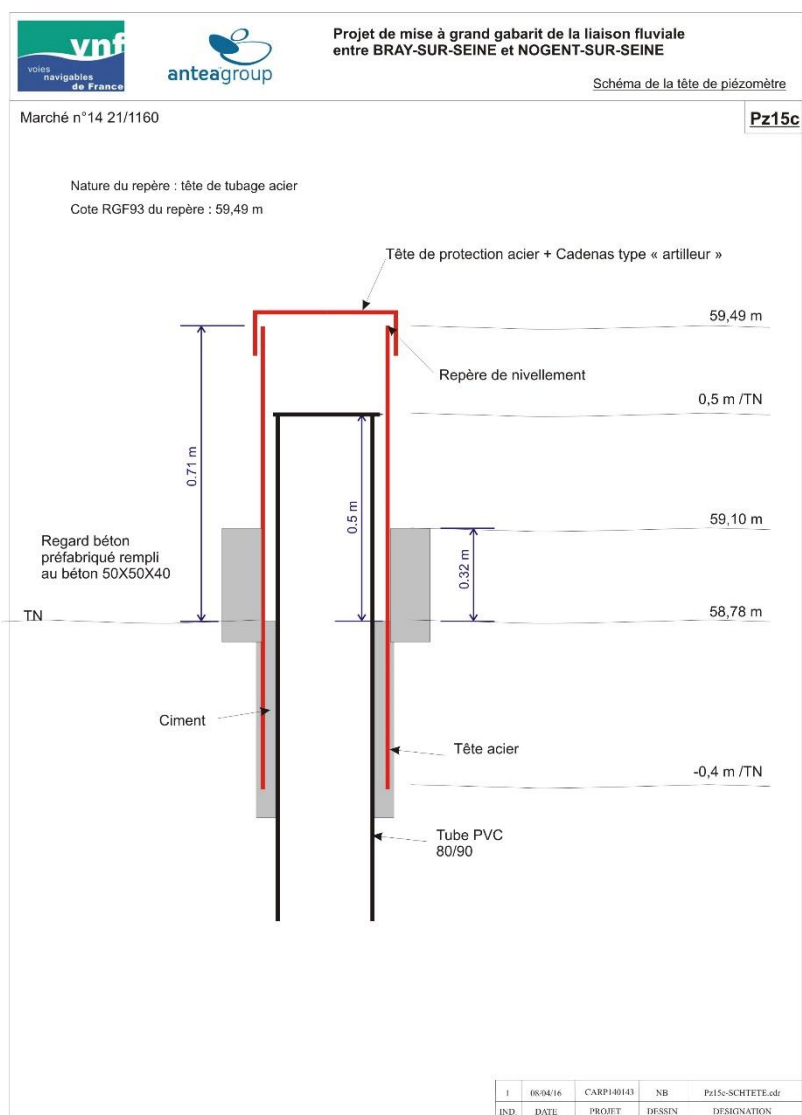 vnf
voies
navigables
de France
anteagroup
Projet de mise à grand gabarit de la liaison fluviale
entre BRAY-SUR-SEINE et NOGENT-SUR-SEINE
Schéma de la tête de piézomètre
Marché n°14 21/1160
Pz15c
Nature du repère : tête de tubage acier
Cote RGF93 du repère : 59,49 m
Tête de protection acier + Cadenas type « artilleur »
59,49 m
Repère de nivellement
0,5 m /TN
0.71 m
0.5 m
59,10 m
0.32 m
Regard béton
préfabriqué rempli
au béton 50X50X40
TN
58,78 m
Ciment
Tête acier
-0,4 m /TN
Tube PVC
80/90
1 08/04/16 CARP140143 NB Pz15c-SCHTETE.cdr
IND. DATE PROJET DESSIN DESIGNATION